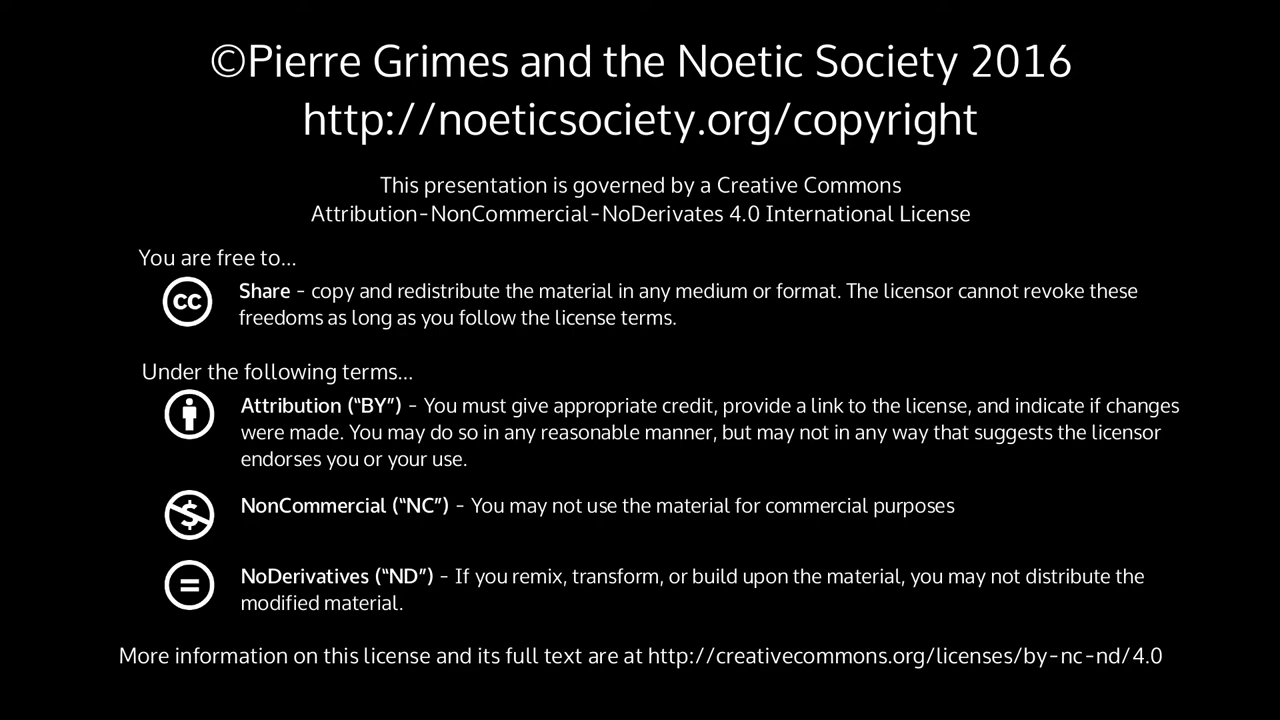 ©Pierre Grimes and the Noetic Society 2016
http://noeticsociety.org/copyright
This presentation is governed by a Creative Commons
Attribution-NonCommercial-NoDerivates 4.0 International License
You are free to...
cc
Share - copy and redistribute the material in any medium or format. The licensor cannot revoke these
freedoms as long as you follow the license terms.
Under the following terms...
Attribution (“BY”) - You must give appropriate credit, provide a link to the license, and indicate if changes
were made. You may do so in any reasonable manner, but may not in any way that suggests the licensor
endorses you or your use.
$
NonCommercial (“NC”) - You may not use the material for commercial purposes
=
NoDerivatives (“ND”) - If you remix, transform, or build upon the material, you may not distribute the
modified material.
More information on this license and its full text are at http://creativecommons.org/licenses/by-nc-nd/4.0